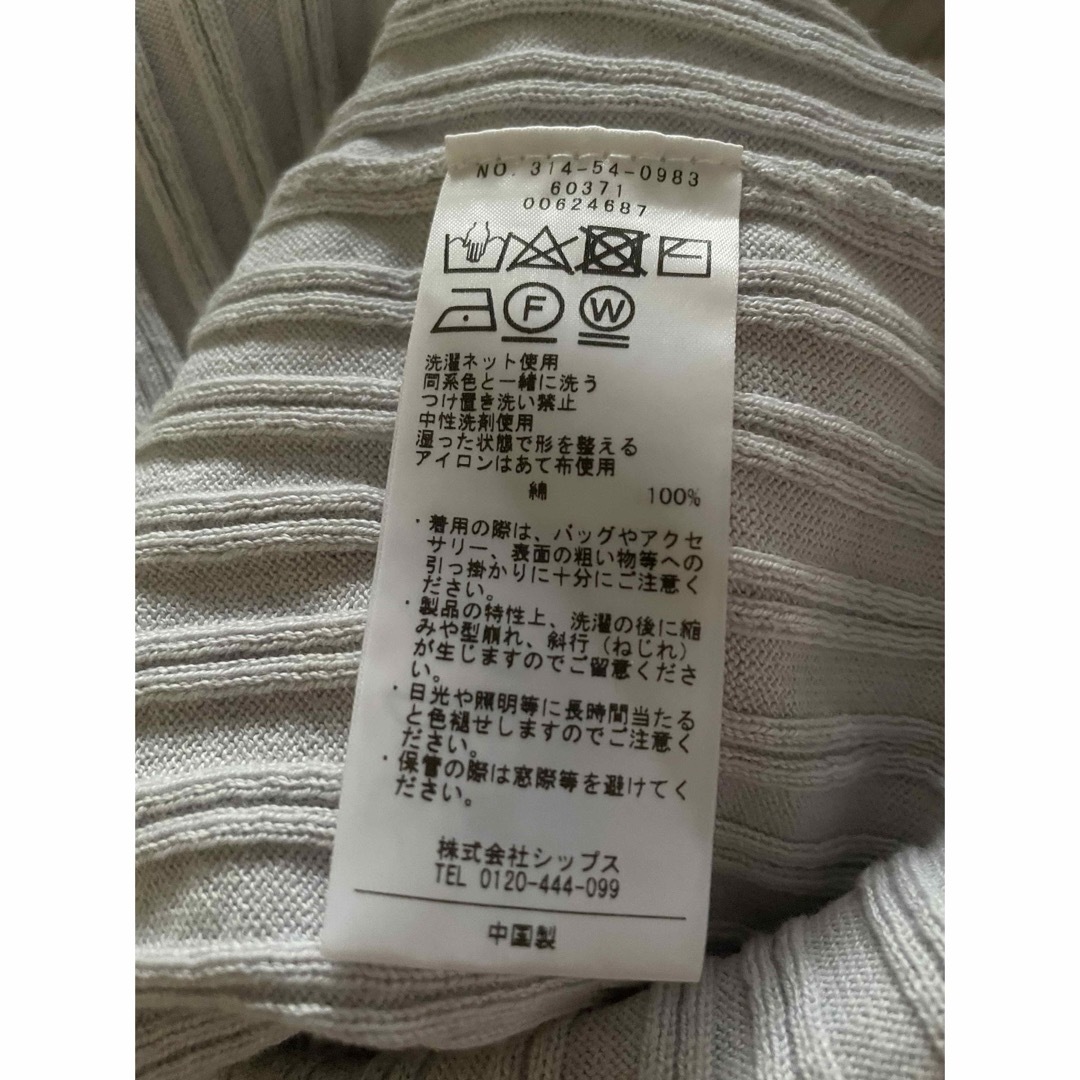 NO. 314-54-0983
60371
00624687
F W
洗濯ネット使用
同系色と一緒に洗う
つけ置き洗い禁止
中性洗剤使用
湿った状態で形を整える
アイロンはあて布使用
綿 100%
・着用の際は、バッグやアクセ
サリー、表面の粗い物等への
引っ掛かりに十分にご注意く
ださい。
・製品の特性上、洗濯の後に縮
みや型崩れ、斜行(ねじれ)
が生じますのでご留意くださ
い。
・日光や照明等に長時間当たる
と色褪せしますのでご注意く
ださい。
・保管の際は窓際等を避けてく
ださい。
株式会社シップス
TEL 0120-444-099
中国製